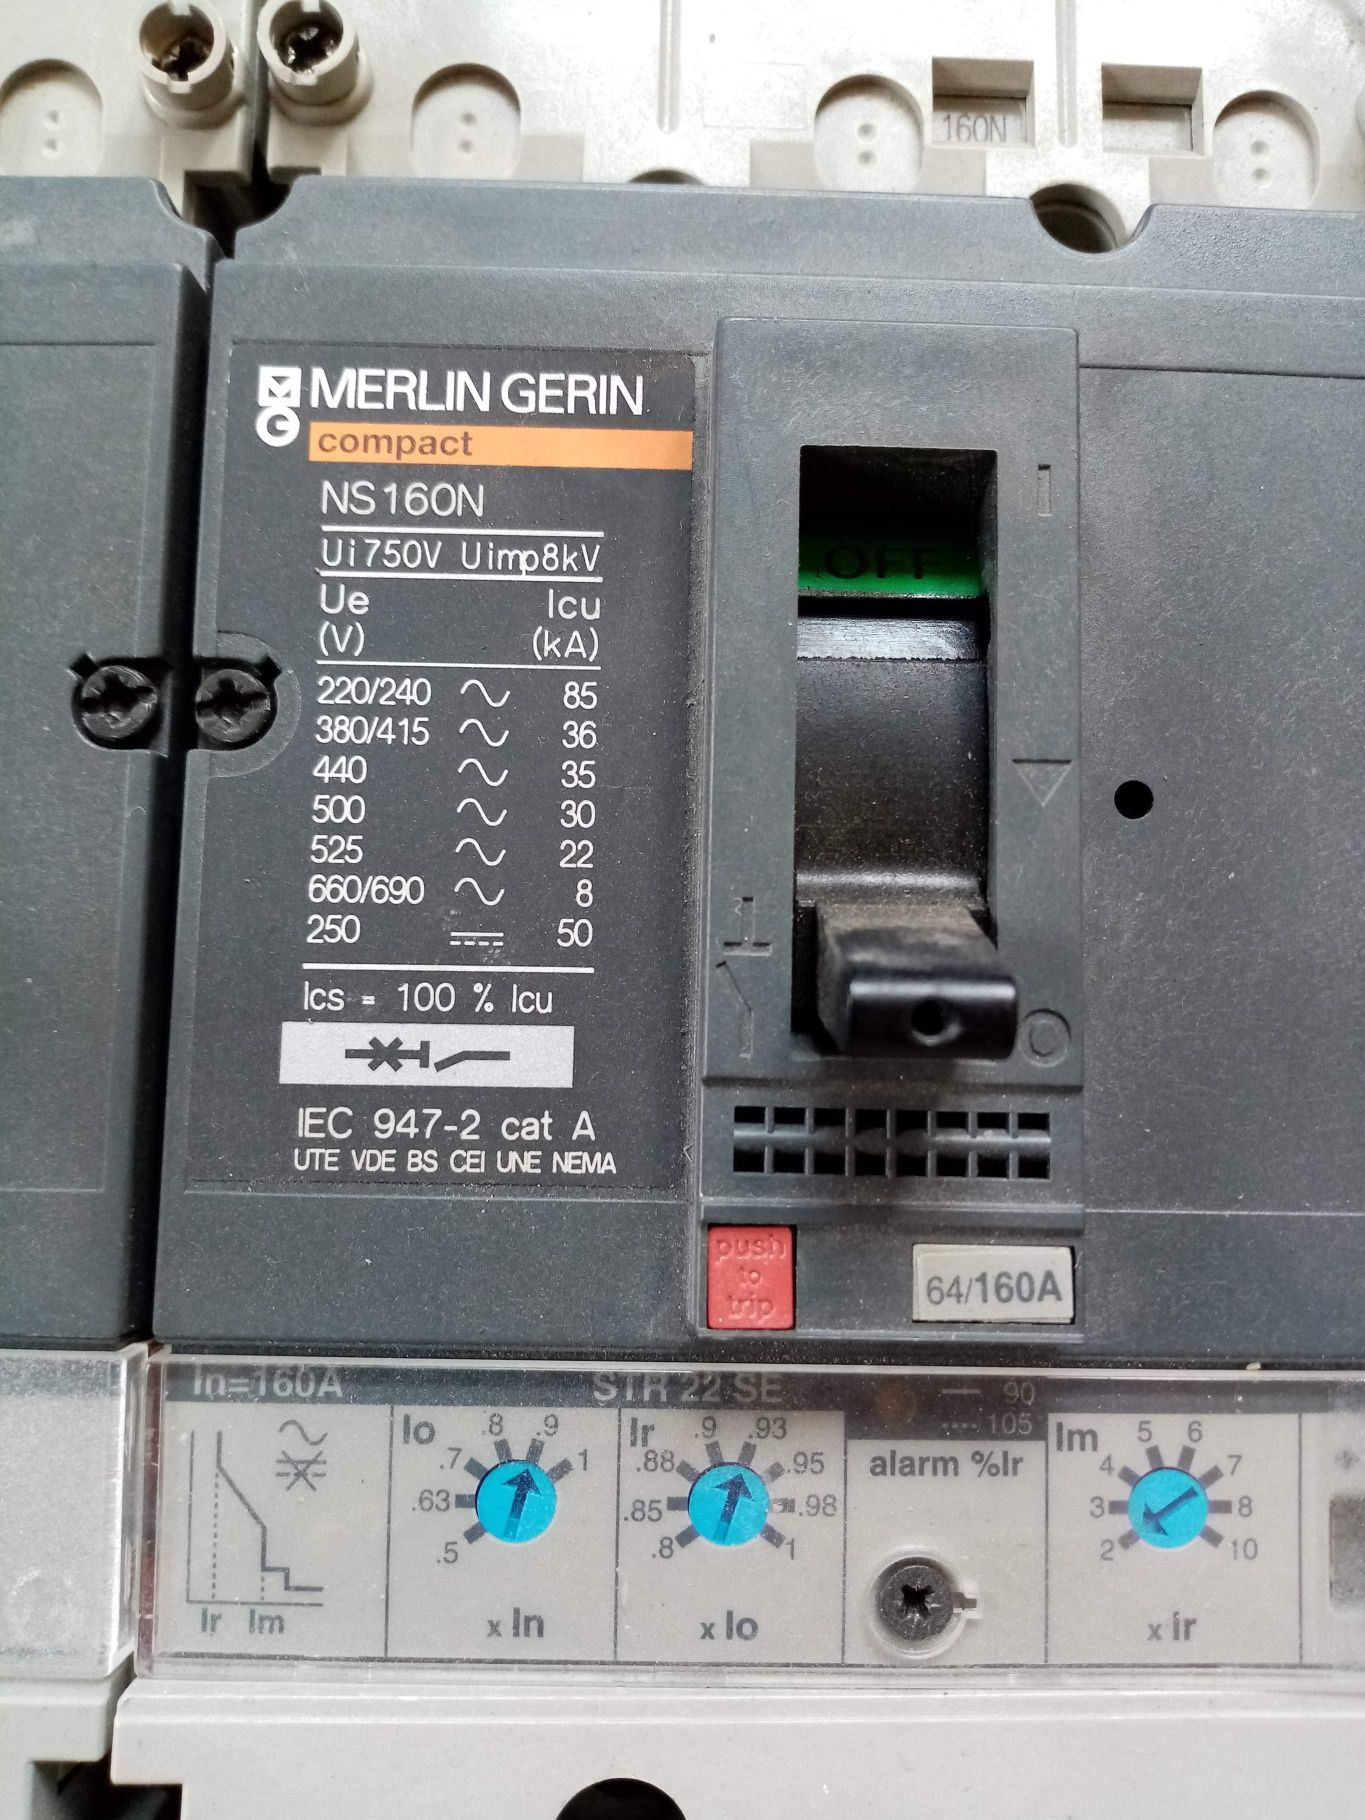 160N
MERLIN GERIN
compact
NS160N
Ui750V Uimp8kV
Ue Icu
(V) (kA)
220/240 85
380/415 36
440 35
500 30
525 22
660/690 8
250 50
Ics = 100 % Icu
IEC 947-2 cat A
UTE VDE BS CEI UNE NEMA
OFF
I
O
push
to
trip
64/160A
In=160A
STR 22 SE
90
105
alarm %Ir
Ir Im
Io
.5 .63 .7 .8 .9 1
x In
Ir
.8 .85 .88 .9 .93 .95 .98 1
x Io
Im
2 3 4 5 6 7 8 10
x Ir